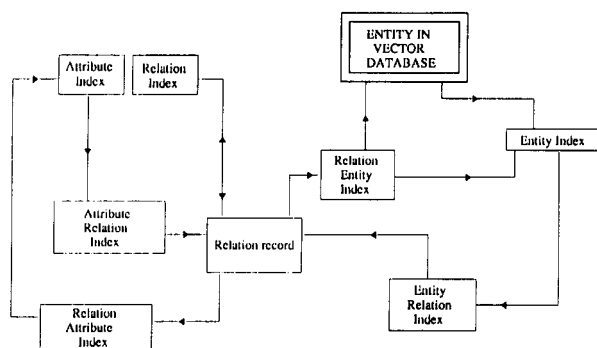 ENTITY IN
VECTOR
DATABASE
Attribute
Index
Relation
Index
Entity Index
Relation
Entity
Index
Attribute
Relation
Index
Relation record
Entity
Relation
Index
Relation
Attribute
Index